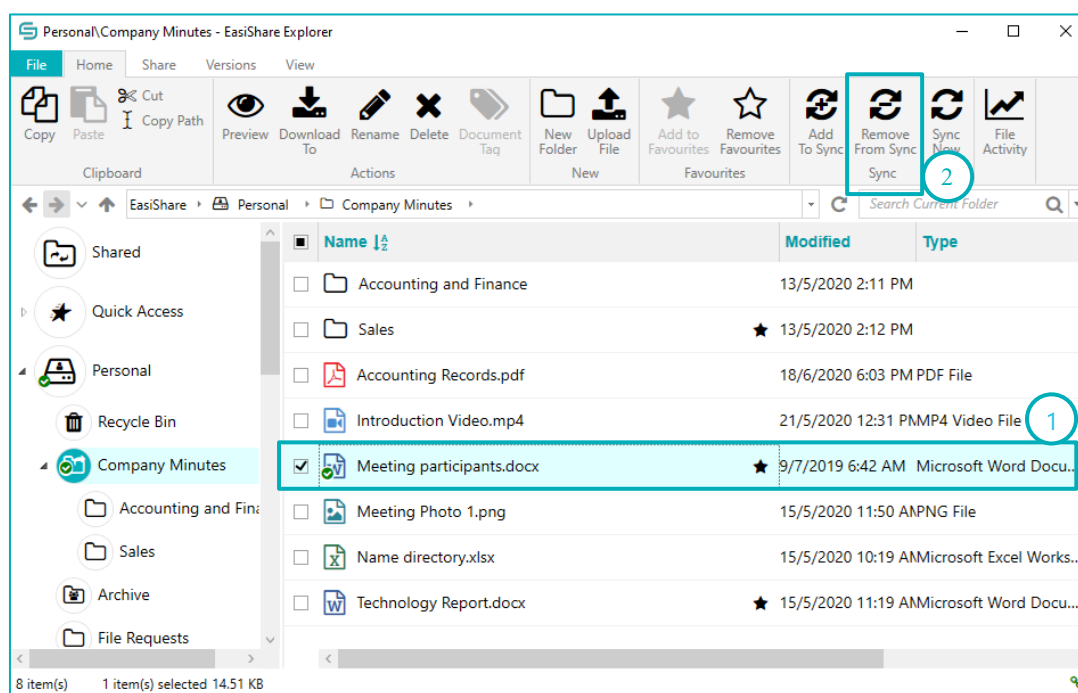 Personal\Company Minutes - EasiShare Explorer
File Home Share Versions View
Copy Paste Cut Copy Path Preview Download To Rename Delete Document Tag New Folder Upload File Add to Favourites Remove Favourites Add To Sync Remove From Sync Sync Now File Activity
Clipboard Actions New Favourites Sync
2
EasiShare Personal Company Minutes Search Current Folder
Shared
Quick Access
Personal
Recycle Bin
Company Minutes
Accounting and Fina
Sales
Archive
File Requests
Name Modified Type
Accounting and Finance 13/5/2020 2:11 PM
Sales 13/5/2020 2:12 PM
Accounting Records.pdf 18/6/2020 6:03 PM PDF File
Introduction Video.mp4 21/5/2020 12:31 PM MP4 Video File
1
Meeting participants.docx 9/7/2019 6:42 AM Microsoft Word Docu...
Meeting Photo 1.png 15/5/2020 11:50 AM PNG File
Name directory.xlsx 15/5/2020 10:19 AM Microsoft Excel Works...
Technology Report.docx 15/5/2020 11:19 AM Microsoft Word Docu...
8 item(s) 1 item(s) selected 14.51 KB